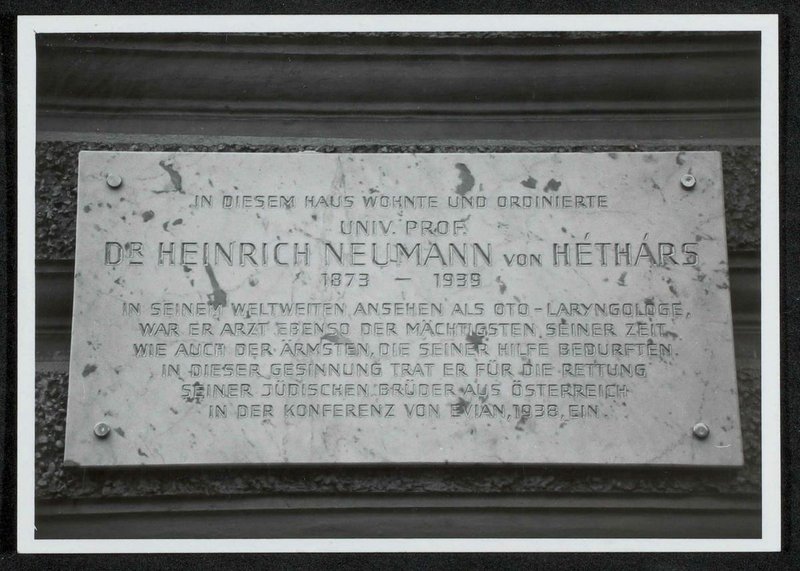 IN DIESEM HAUS WOHNTE UND ORDINIERTE
UNIV. PROF.
DR HEINRICH NEUMANN VON HÉTHÁRS
1873 – 1939
IN SEINEM WELTWEITEN ANSEHEN ALS OTO-LARYNGOLOGE,
WAR ER ARZT EBENSO DER MÄCHTIGSTEN SEINER ZEIT,
WIE AUCH DER ÄRMSTEN, DIE SEINER HILFE BEDURFTEN.
IN DIESER GESINNUNG TRAT ER FÜR DIE RETTUNG
SEINER JÜDISCHEN BRÜDER AUS ÖSTERREICH
IN DER KONFERENZ VON EVIAN, 1938, EIN.